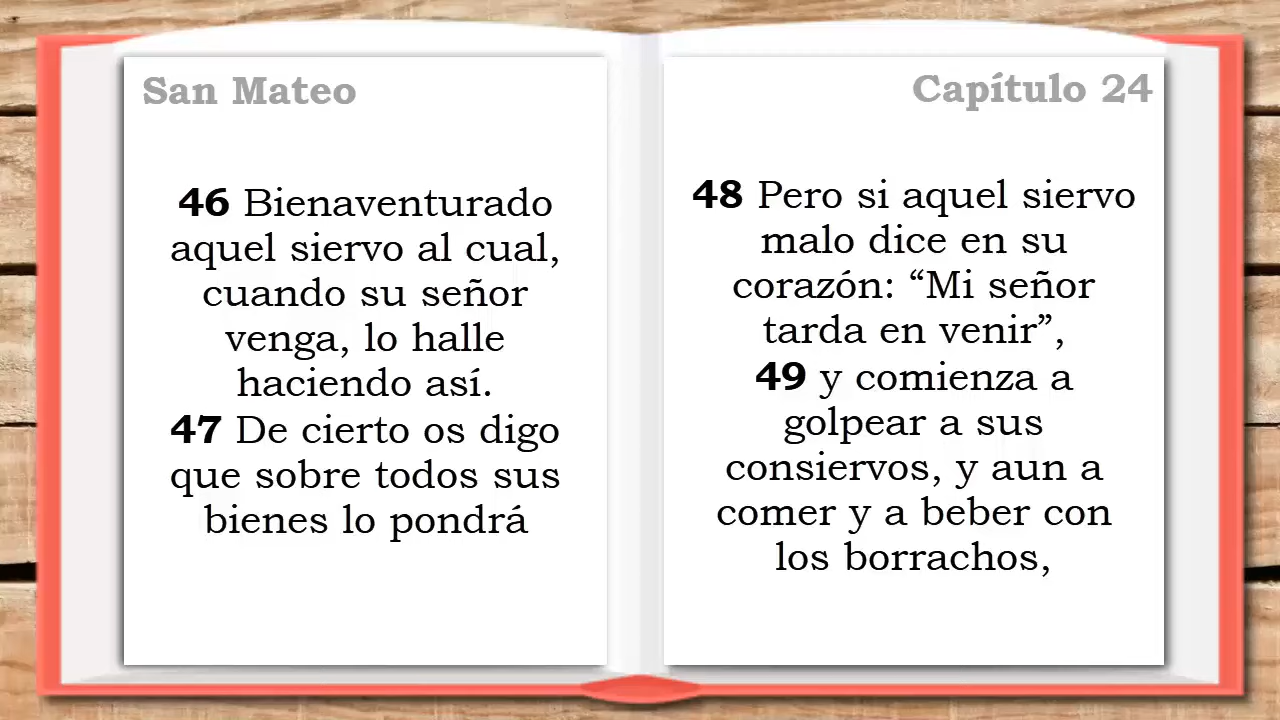 San Mateo
46 Bienaventurado
aquel siervo al cual,
cuando su señor
venga, lo halle
haciendo así.
47 De cierto os digo
que sobre todos sus
bienes lo pondrá
Capítulo 24
48 Pero si aquel siervo
malo dice en su
corazón: “Mi señor
tarda en venir”,
49 y comienza a
golpear a sus
consiervos, y aun a
comer y a beber con
los borrachos,